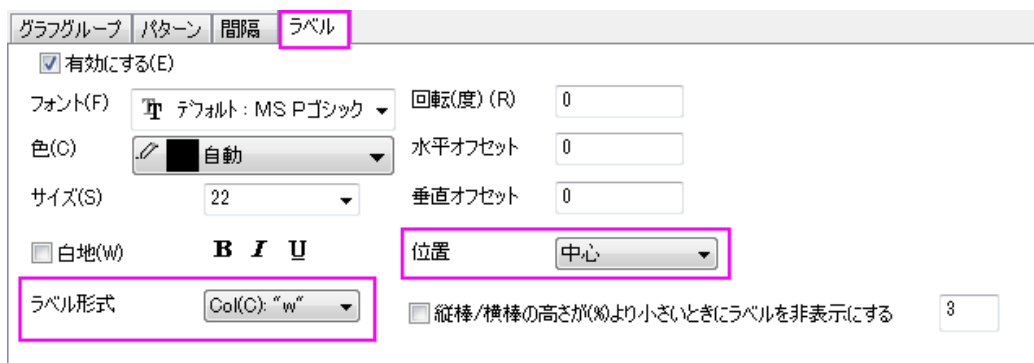 グラフグループ パターン 間隔 ラベル
有効にする(E)
フォント(F) デフォルト : MS Pゴシック 回転(度) (R) 0
色(C) 自動 水平オフセット 0
サイズ(S) 22 垂直オフセット 0
白地(W) B I U 位置 中心
ラベル形式 Col(C): "w" 縦棒/横棒の高さが(%)より小さいときにラベルを非表示にする 3